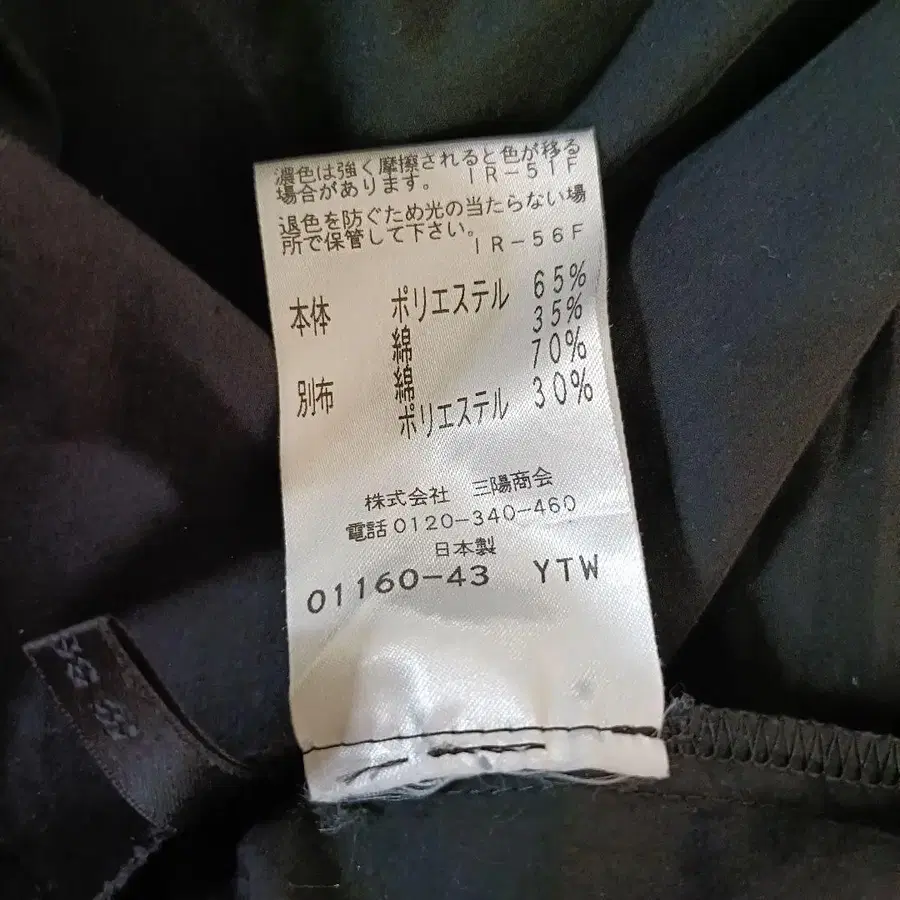 濃色は強く摩擦されると色が移る
場合があります。 IR-51F
退色を防ぐため光の当たらない場
所で保管して下さい。
IR-56F
本体 ポリエステル 65%
綿 35%
別布 綿 70%
ポリエステル 30%
株式会社 三陽商会
電話0120-340-460
日本製
01160-43 YTW